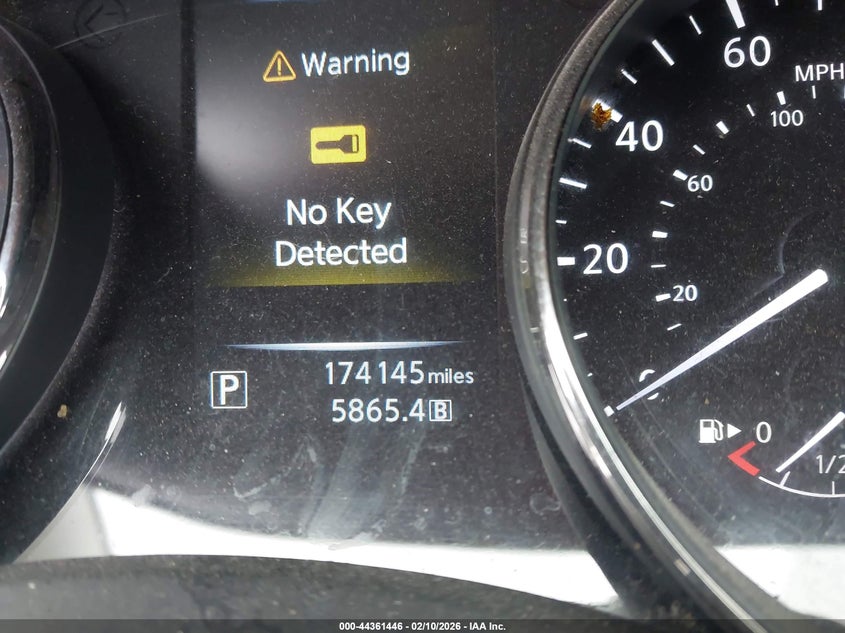 Warning
No Key
Detected
P
174145 miles
5865.4 B
60
MPH
40
100
60
20
20
0
0
1/2
000-44361446 - 02/10/2026 - IAA Inc.